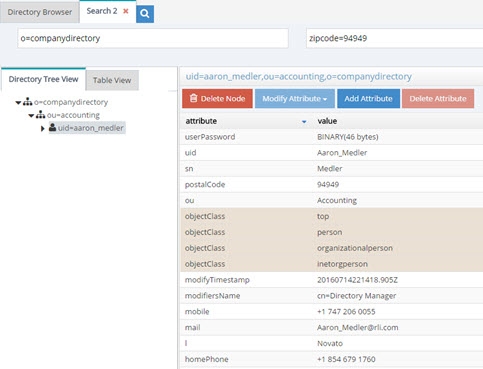 Directory Browser
Search 2 ×
o=companydirectory
zipcode=94949
Directory Tree View
Table View
o=companydirectory
ou=accounting
uid=aaron_medler
uid=aaron_medler,ou=accounting,o=companydirectory
Delete Node Modify Attribute Add Attribute Delete Attribute
attribute value
userPassword BINARY(46 bytes)
uid Aaron_Medler
sn Medler
postalCode 94949
ou Accounting
objectClass top
objectClass person
objectClass organizationalperson
objectClass inetorgperson
modifyTimestamp 20160714221418.905Z
modifiersName cn=Directory Manager
mobile +1 747 206 0055
mail Aaron_Medler@rli.com
l Novato
homePhone +1 854 679 1760